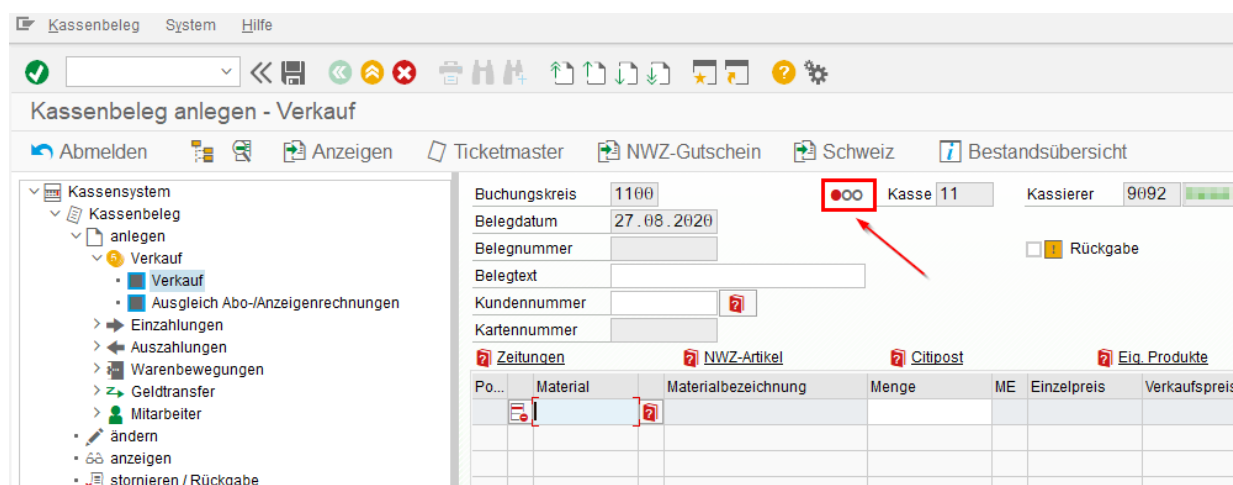 Kassenbeleg System Hilfe
Kassenbeleg anlegen - Verkauf
Abmelden Anzeigen Ticketmaster NWZ-Gutschein Schweiz Bestandsübersicht
Kassensystem
Kassenbeleg
anlegen
Verkauf
Verkauf
Ausgleich Abo-/Anzeigenrechnungen
Einzahlungen
Auszahlungen
Warenbewegungen
Geldtransfer
Mitarbeiter
ändern
anzeigen
stornieren / Rückgabe
Buchungskreis 1100 Kasse 11 Kassierer 9092
Belegdatum 27.08.2020
Belegnummer Rückgabe
Belegtext
Kundennummer
Kartennummer
Zeitungen NWZ-Artikel Citipost Eig. Produkte
Po... Material Materialbezeichnung Menge ME Einzelpreis Verkaufspreis